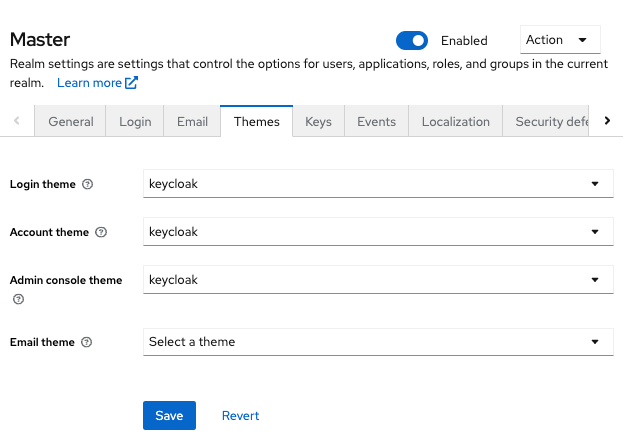 Master
Enabled
Action
Realm settings are settings that control the options for users, applications, roles, and groups in the current
realm. Learn more
General Login Email Themes Keys Events Localization Security defe
Login theme keycloak
Account theme keycloak
Admin console theme keycloak
Email theme Select a theme
Save Revert